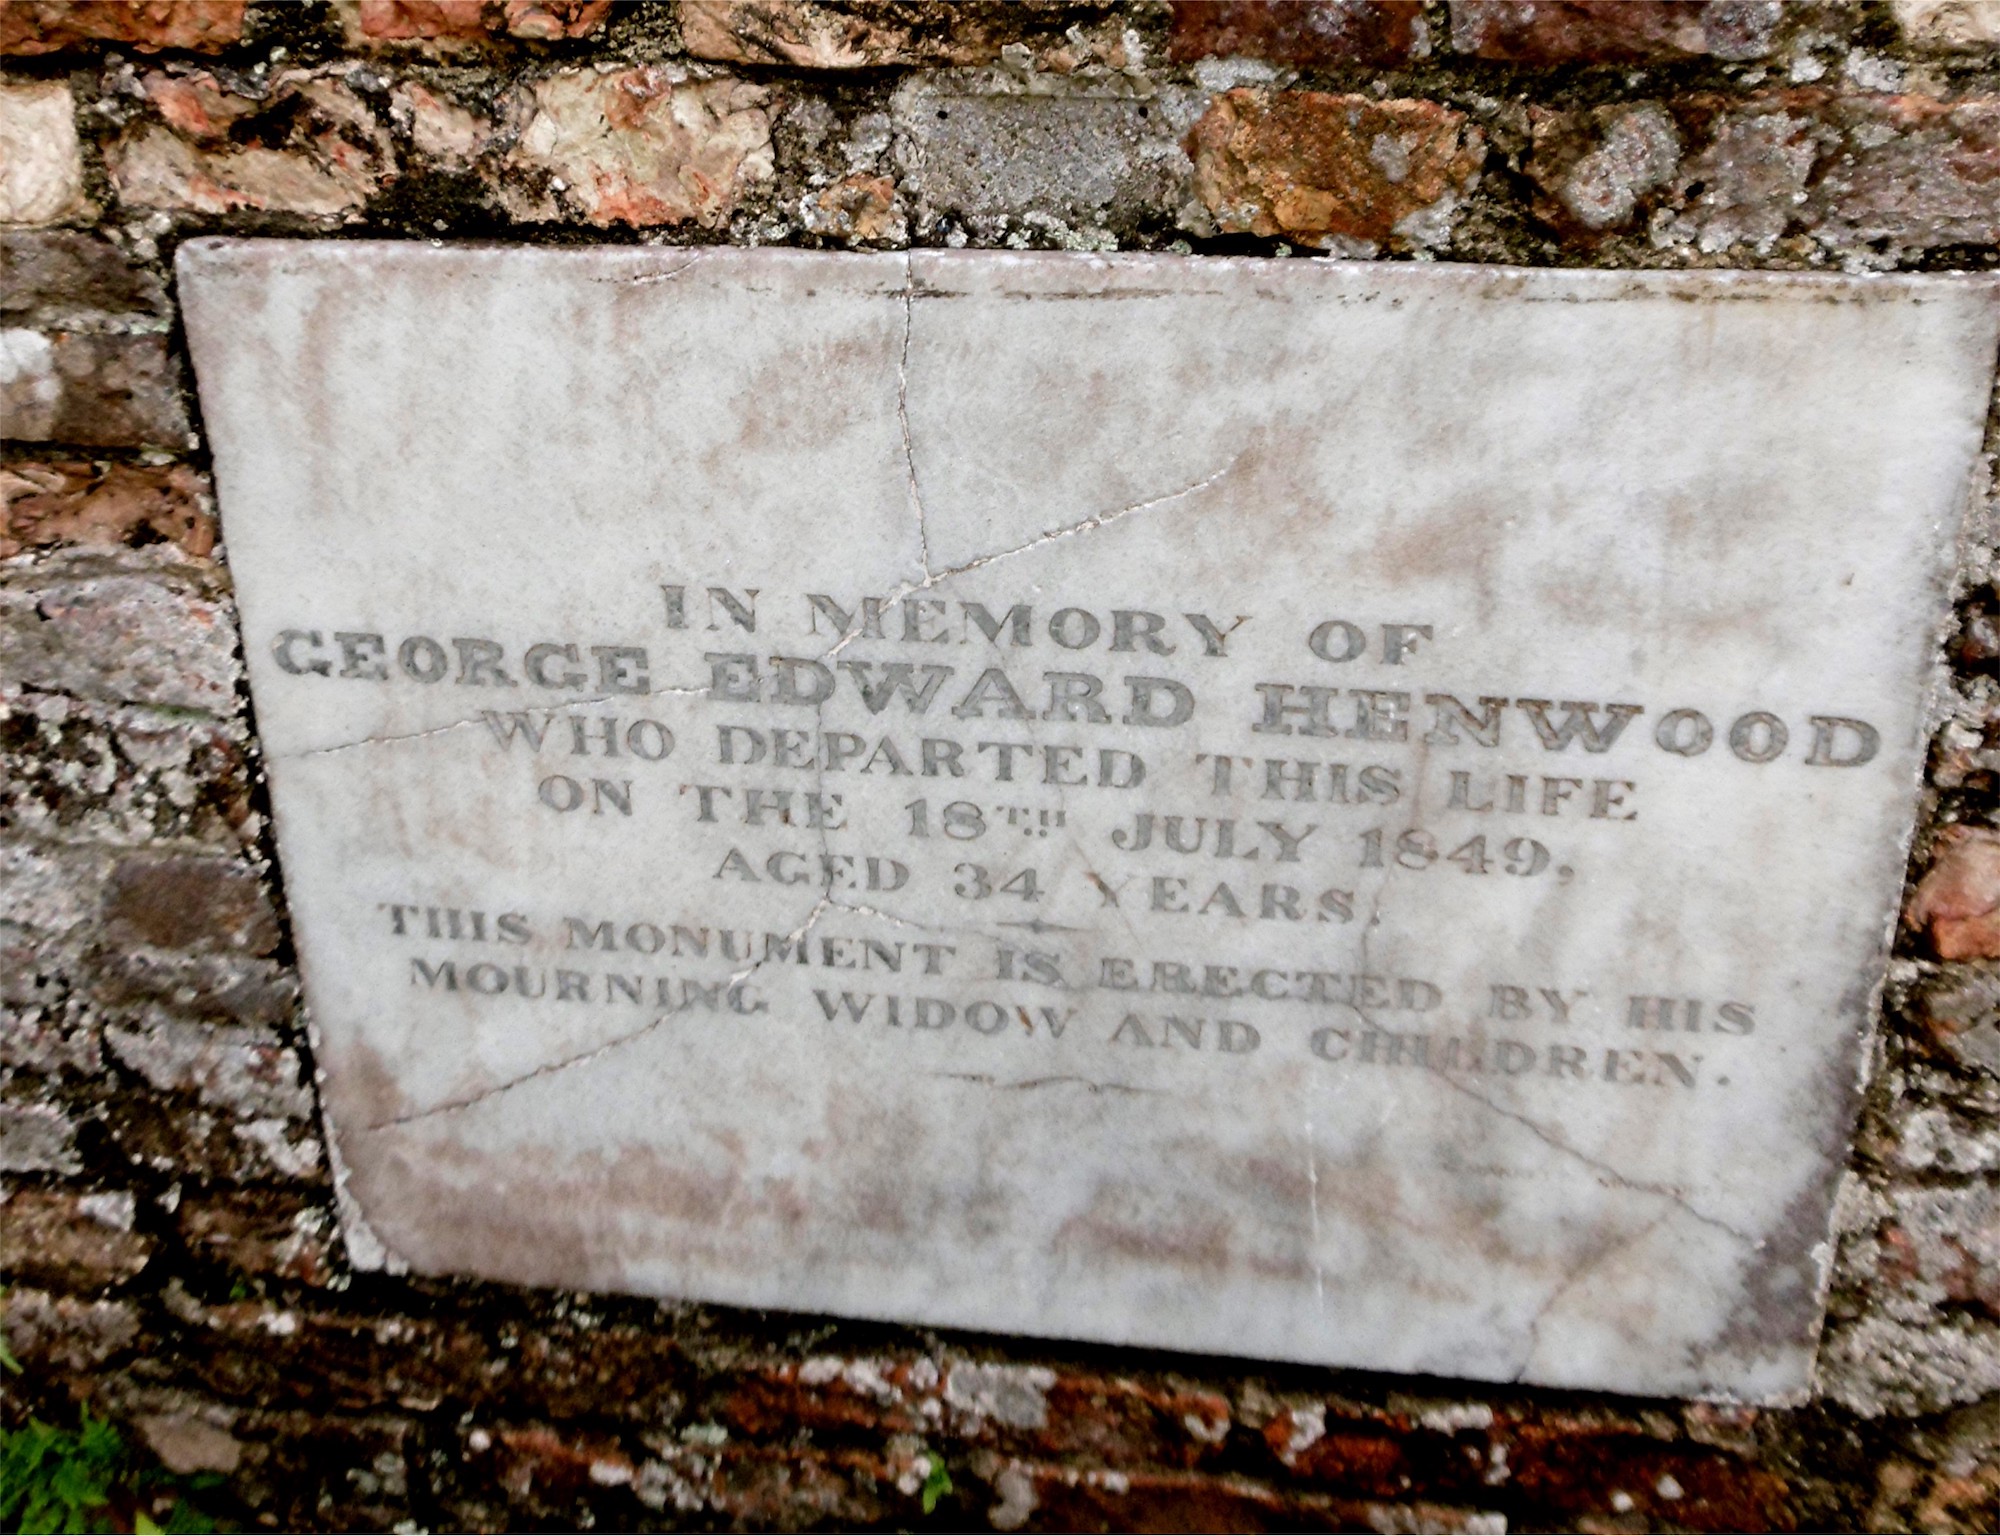 IN MEMORY OF
GEORGE EDWARD HENWOOD
WHO DEPARTED THIS LIFE
ON THE 18TH JULY 1849,
AGED 34 YEARS.
THIS MONUMENT IS ERECTED BY HIS
MOURNING WIDOW AND CHILDREN.